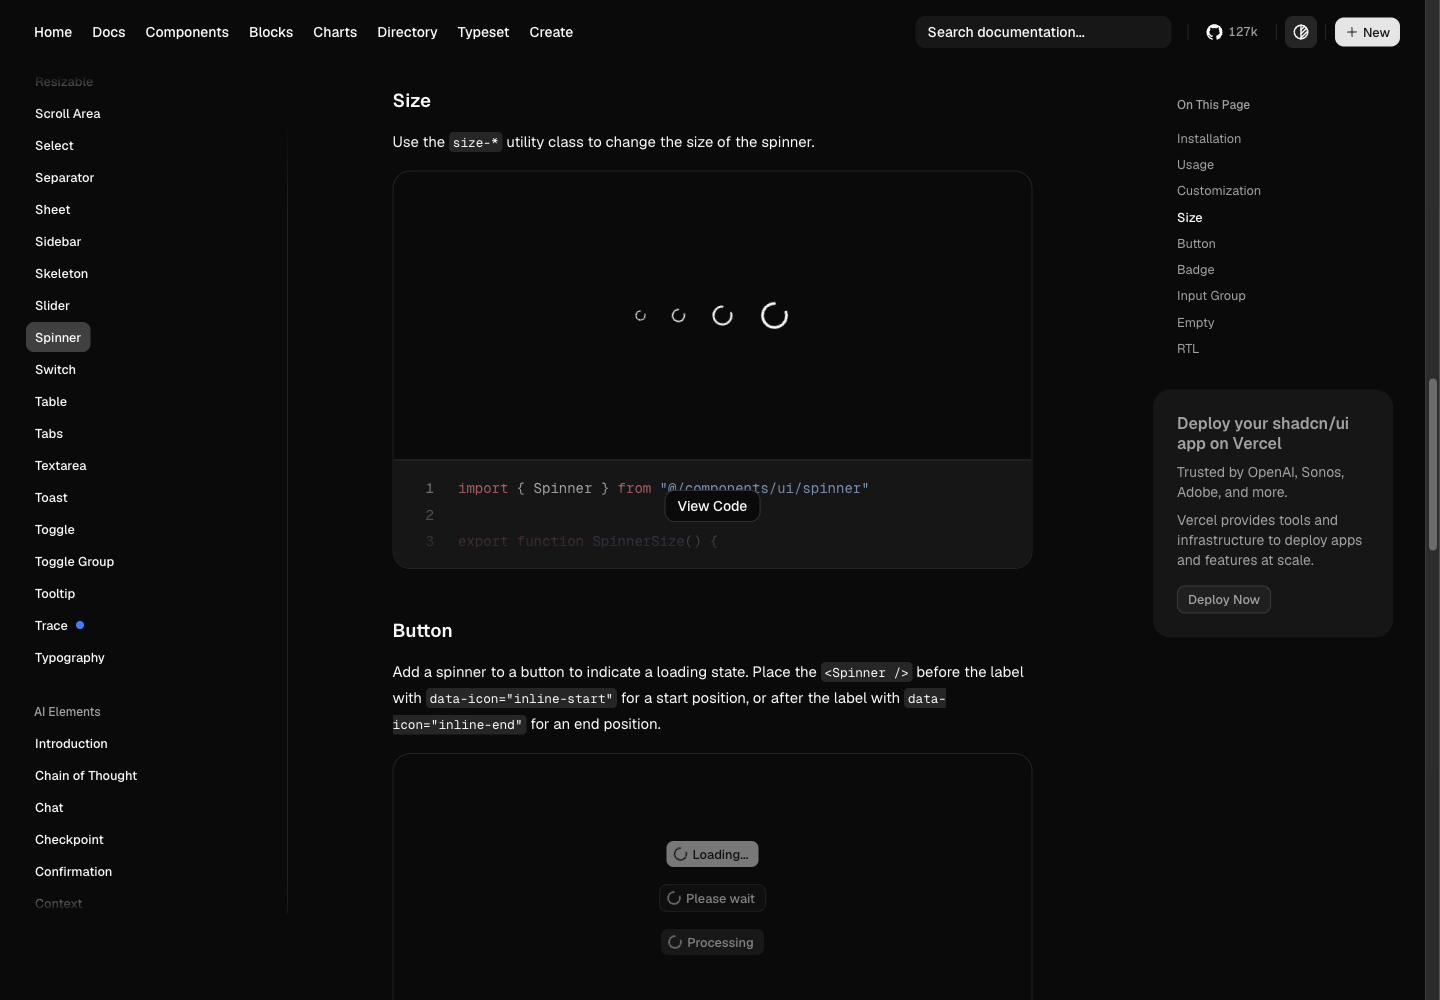 Home Docs Components Blocks Charts Directory Typeset Create
Search documentation...
127k
New
Resizable
Scroll Area
Select
Separator
Sheet
Sidebar
Skeleton
Slider
Spinner
Switch
Table
Tabs
Textarea
Toast
Toggle
Toggle Group
Tooltip
Trace
Typography
AI Elements
Introduction
Chain of Thought
Chat
Checkpoint
Confirmation
Context
Size
Use the size-* utility class to change the size of the spinner.
1 import { Spinner } from "@/components/ui/spinner"
View Code
2
3 export function SpinnerSize() {
Button
Add a spinner to a button to indicate a loading state. Place the <Spinner /> before the label
with data-icon="inline-start" for a start position, or after the label with data-
icon="inline-end" for an end position.
Loading...
Please wait
Processing
On This Page
Installation
Usage
Customization
Size
Button
Badge
Input Group
Empty
RTL
Deploy your shadcn/ui
app on Vercel
Trusted by OpenAI, Sonos,
Adobe, and more.
Vercel provides tools and
infrastructure to deploy apps
and features at scale.
Deploy Now